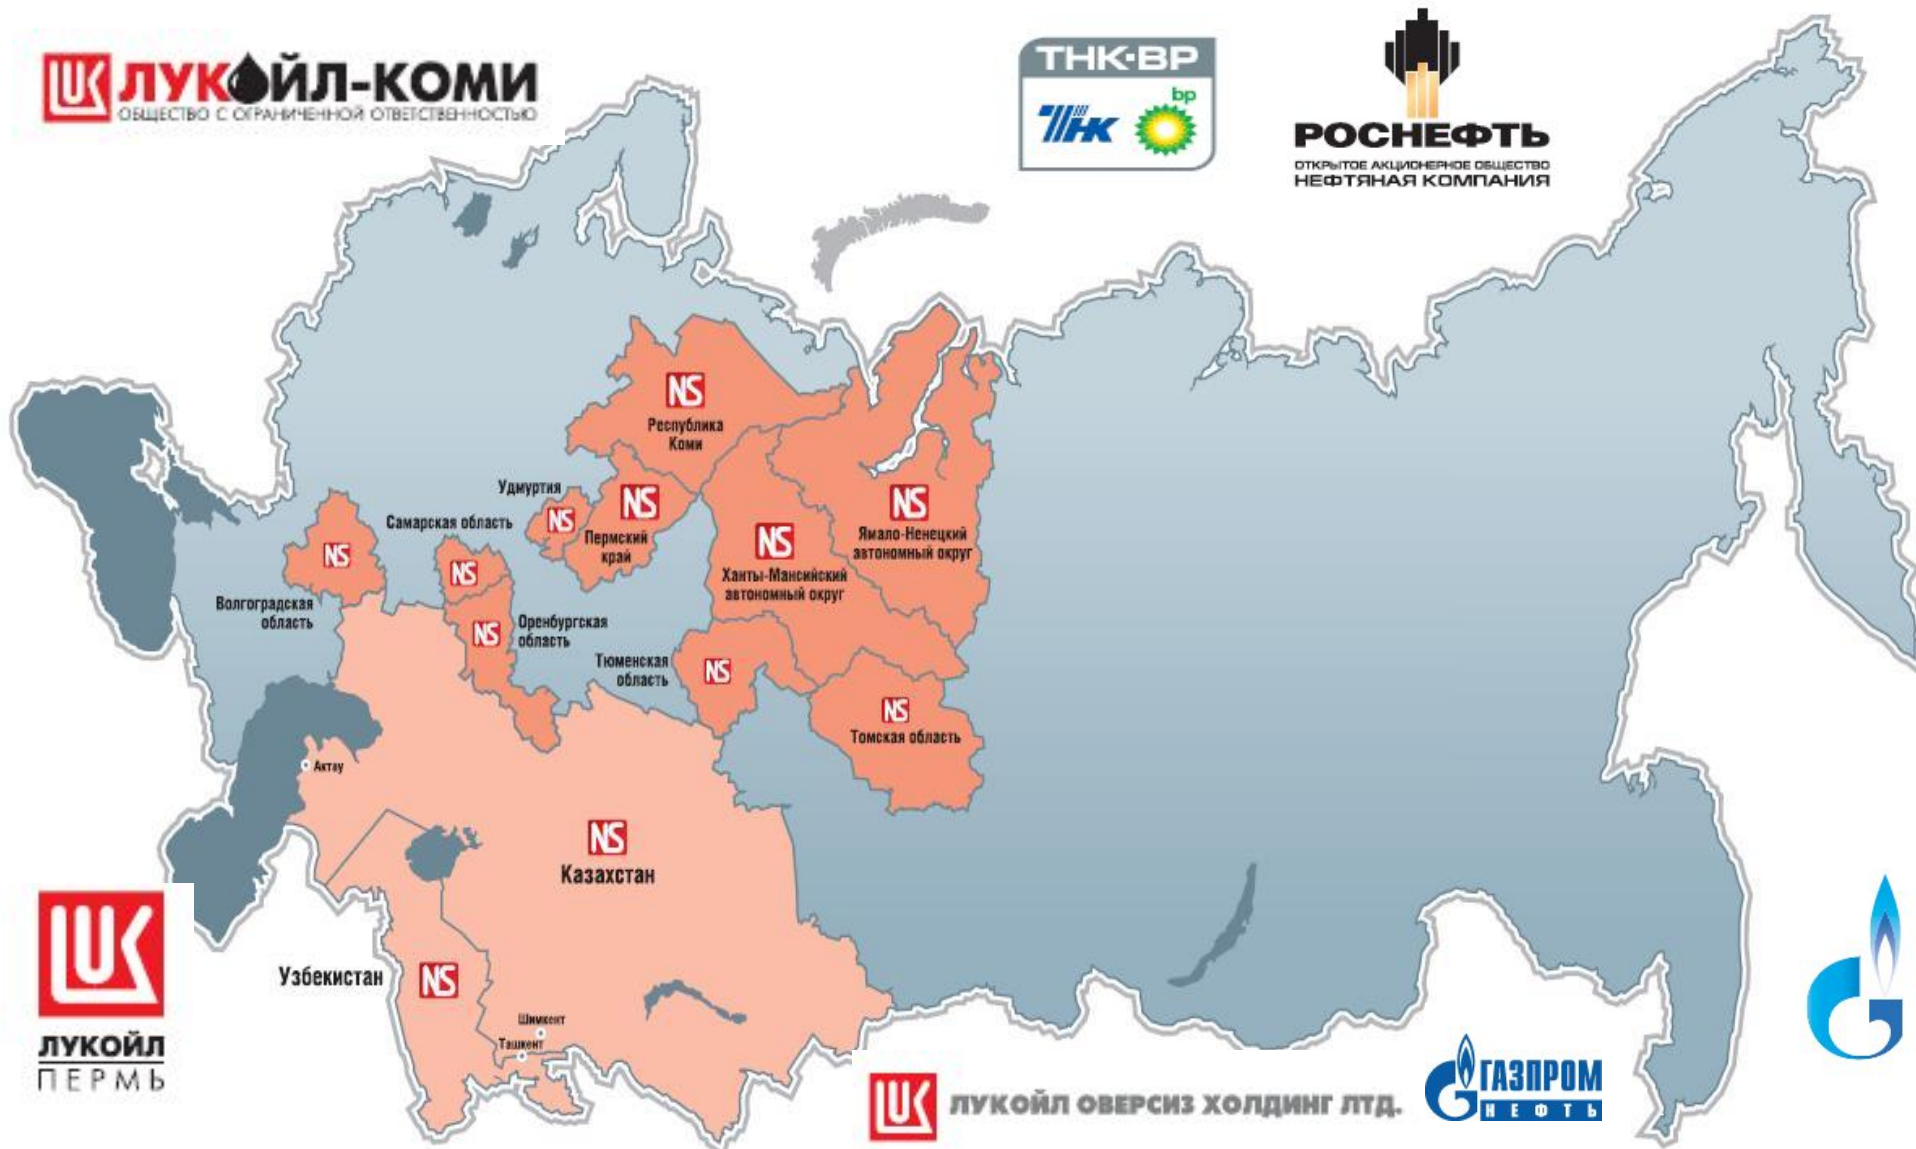 ЛУКОЙЛ-КОМИ
ОБЩЕСТВО С ОГРАНИЧЕННОЙ ОТВЕТСТВЕННОСТЬЮ
ТНК-BP
ТНК
bp
РОСНЕФТЬ
ОТКРЫТОЕ АКЦИОНЕРНОЕ ОБЩЕСТВО
НЕФТЯНАЯ КОМПАНИЯ
NS
Республика
Коми
Удмуртия
NS
NS
Пермский
край
Самарская область
NS
NS
Волгоградская
область
NS
Оренбургская
область
NS
Ханты-Мансийский
автономный округ
NS
Ямало-Ненецкий
автономный округ
Тюменская
область
NS
NS
Томская область
Актау
NS
Казахстан
Узбекистан
NS
Шимкент
Ташкент
ЛУКОЙЛ
ПЕРМЬ
ЛУКОЙЛ ОВЕРСИЗ ХОЛДИНГ ЛТД.
ГАЗПРОМ
НЕФТЬ